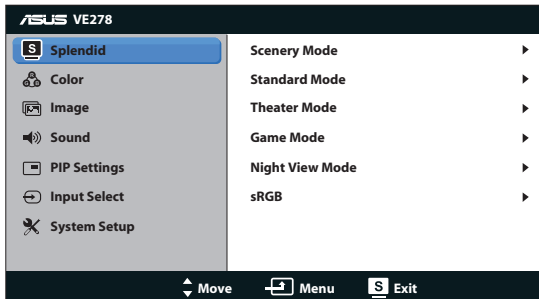 ASUS VE278
S Splendid
Color
Image
Sound
PIP Settings
Input Select
System Setup
Scenery Mode
Standard Mode
Theater Mode
Game Mode
Night View Mode
sRGB
Move Menu S Exit